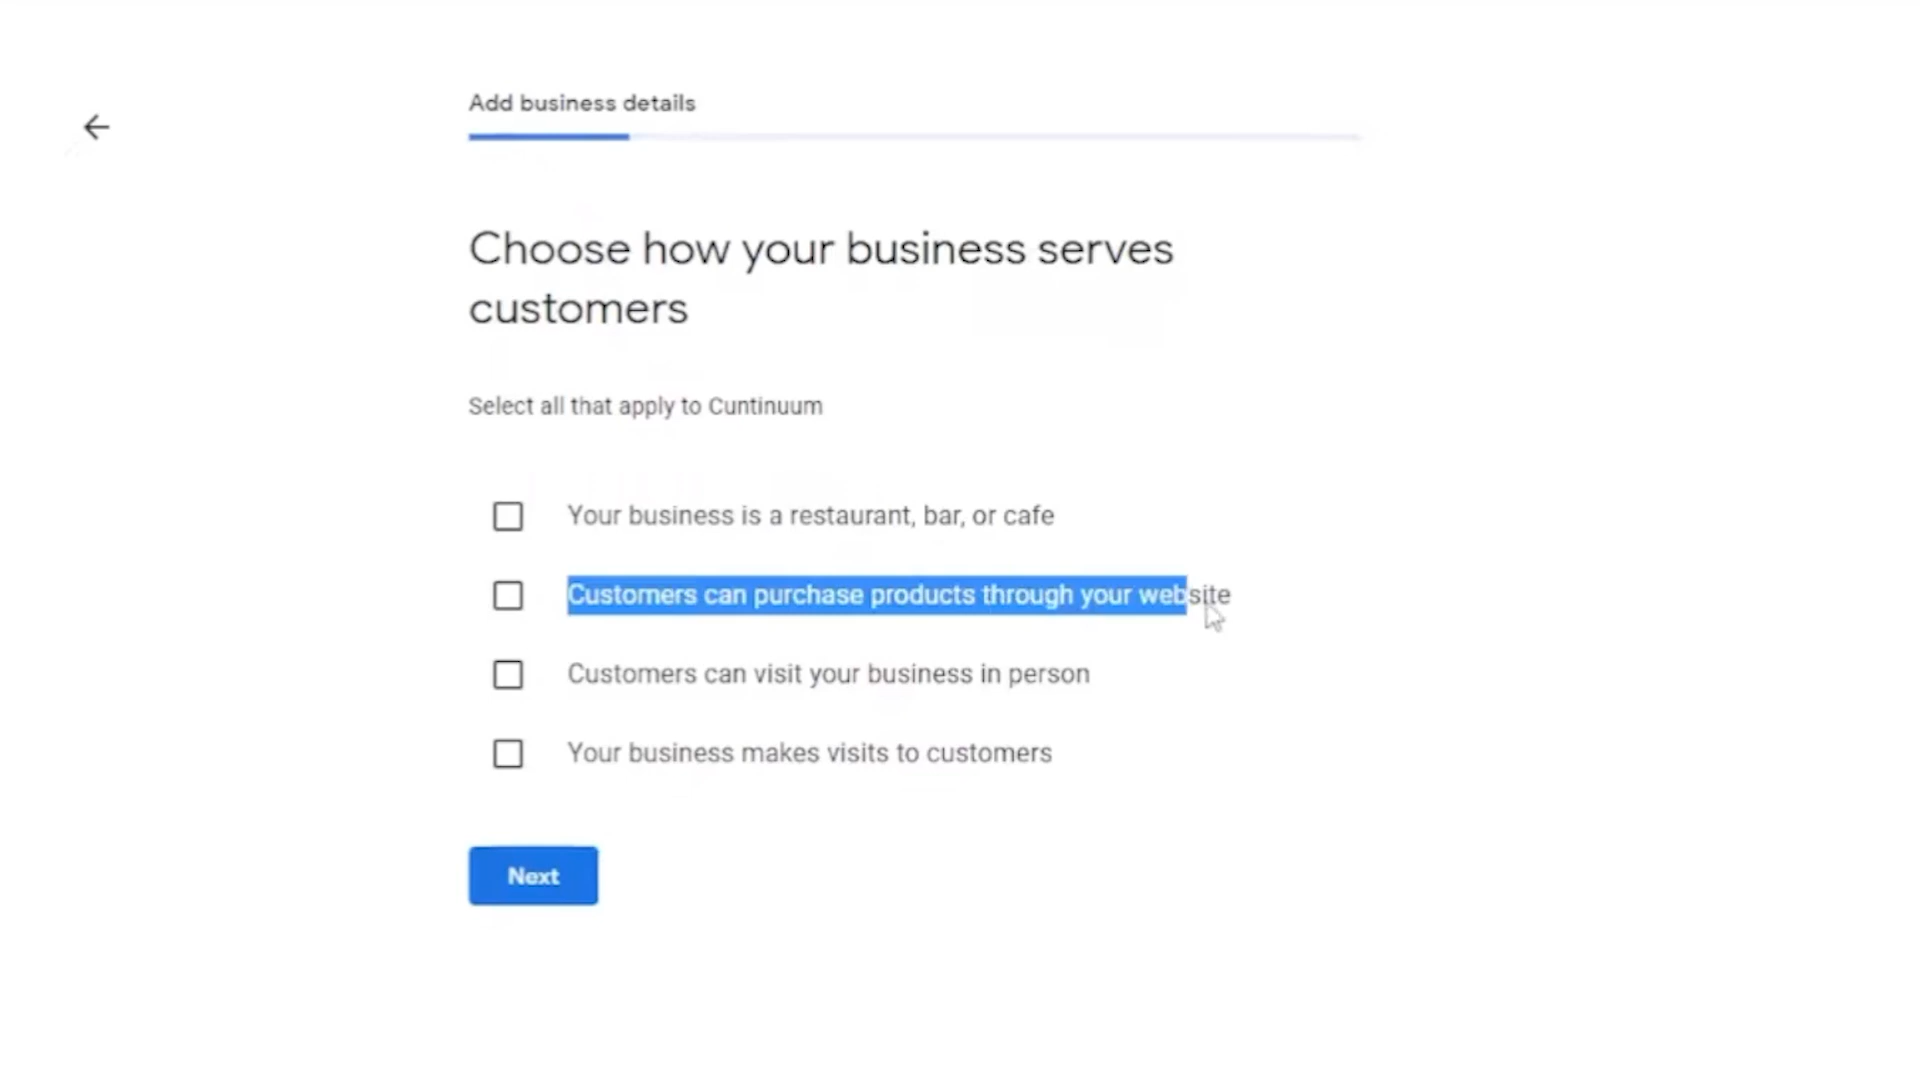 Add business details
Choose how your business serves
customers
Select all that apply to Cuntinuum
Your business is a restaurant, bar, or cafe
Customers can purchase products through your website
Customers can visit your business in person
Your business makes visits to customers
Next